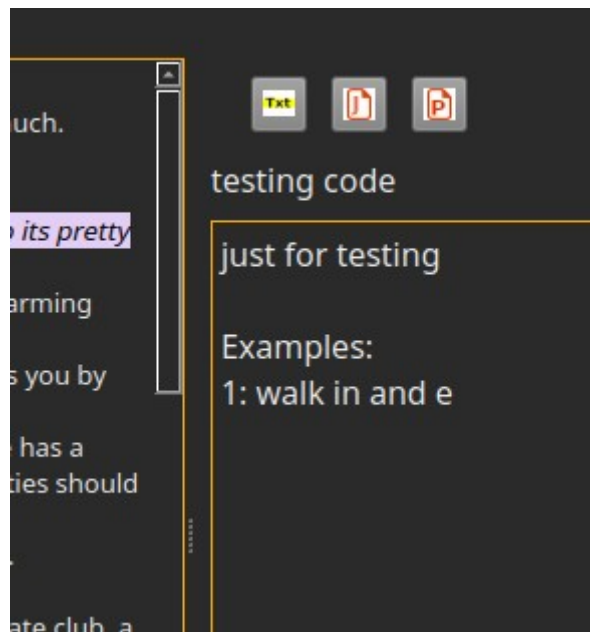 uch.
its pretty
arming
s you by
has a
ties should
ate club, a
Txt
J
P
testing code
just for testing
Examples:
1: walk in and e